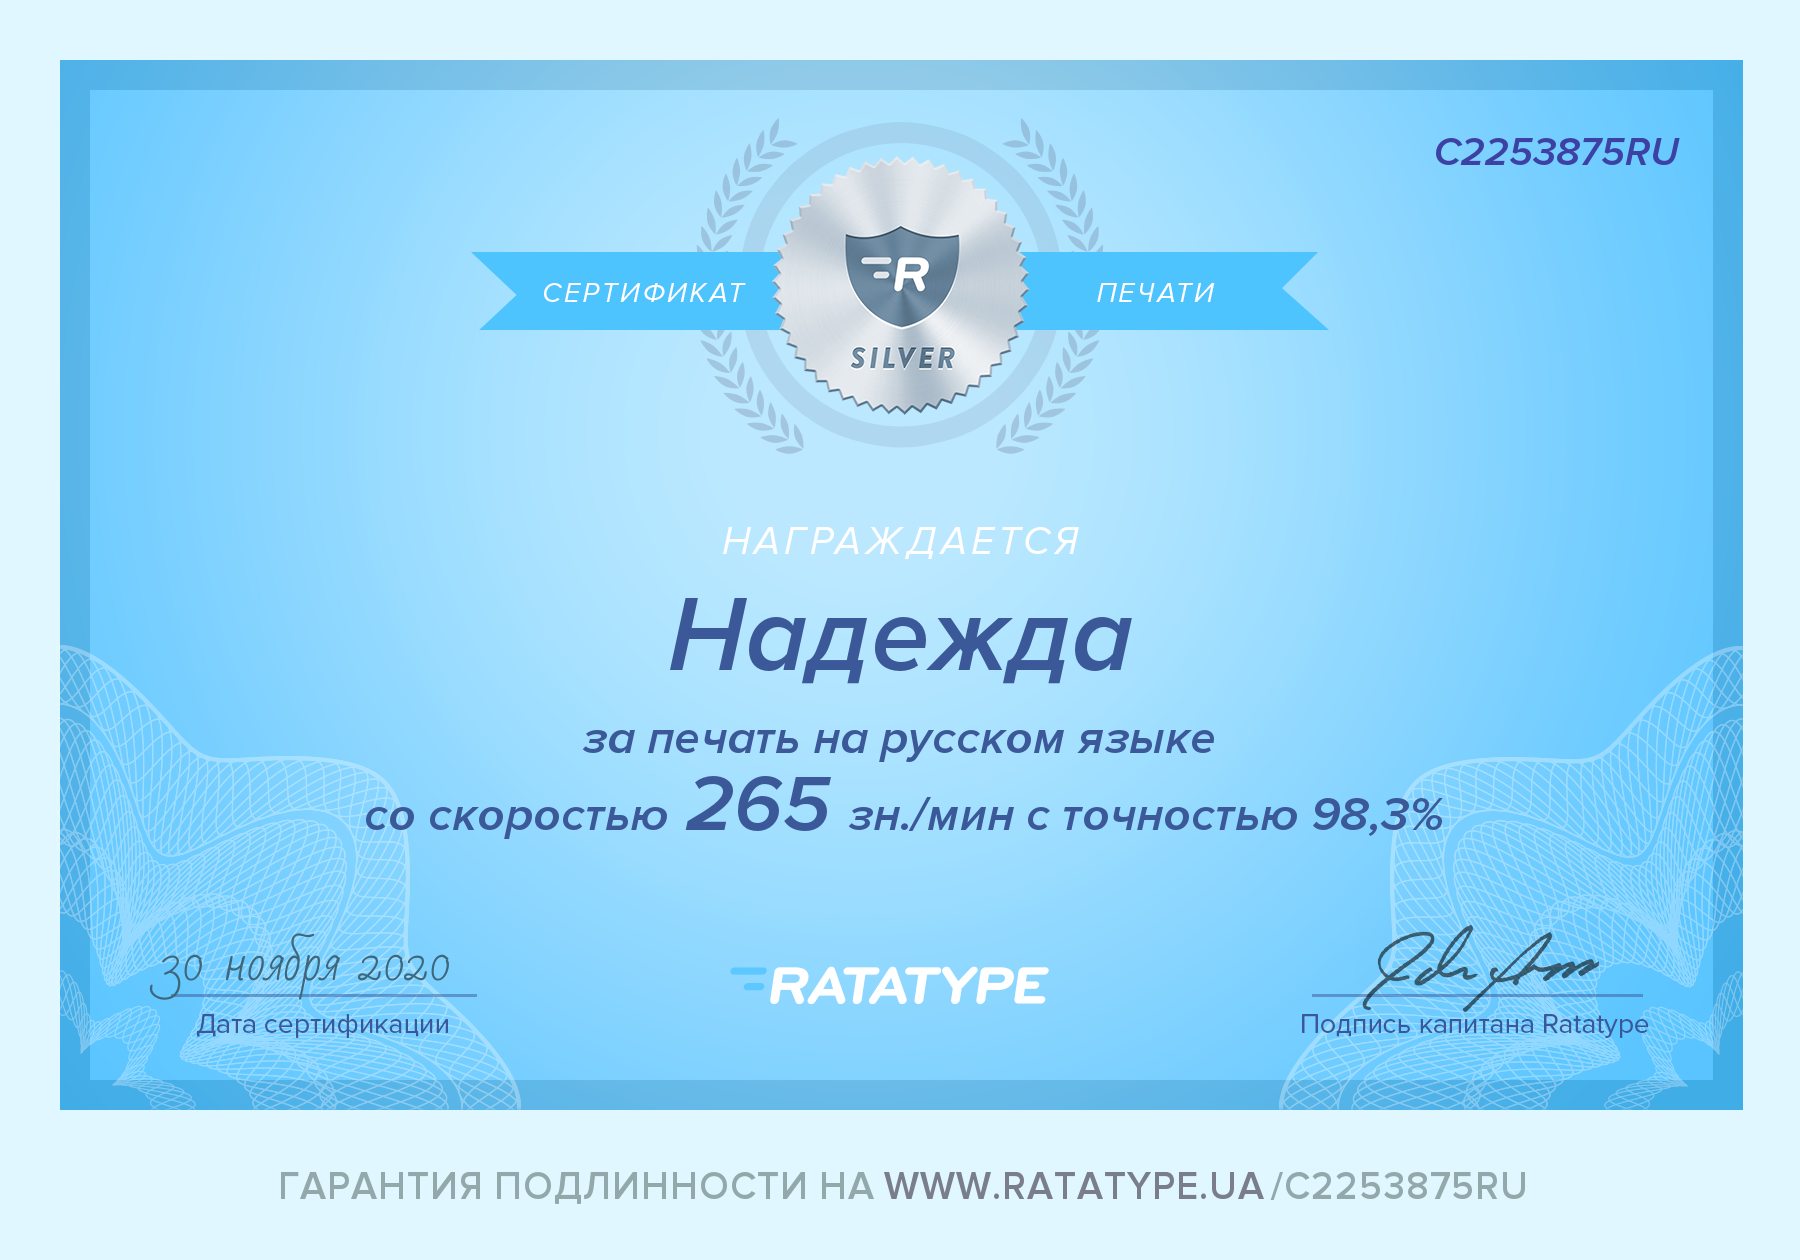 C2253875RU
СЕРТИФИКАТ ПЕЧАТИ
R
SILVER
НАГРАЖДАЕТСЯ
Надежда
за печать на русском языке
со скоростью 265 зн./мин с точностью 98,3%
30 ноября 2020
Дата сертификации
RATATYPE
Подпись капитана Ratatype
ГАРАНТИЯ ПОДЛИННОСТИ НА WWW.RATATYPE.UA/C2253875RU